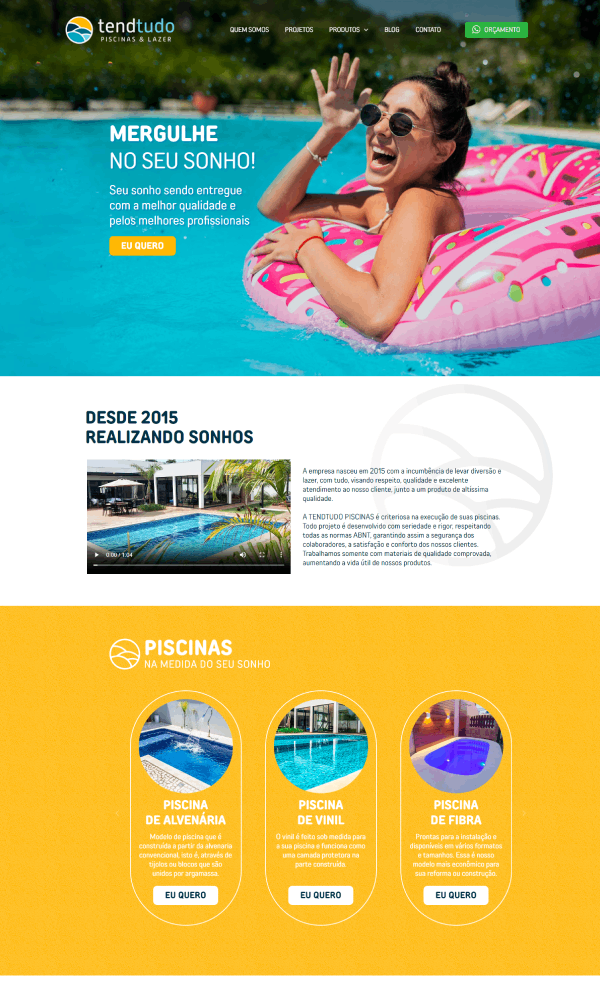 tendtudo
PISCINAS & LAZER
QUEM SOMOS
PROJETOS
PRODUTOS
BLOG
CONTATO
ORÇAMENTO
MERGULHE
NO SEU SONHO!
Seu sonho sendo entregue
com a melhor qualidade e
pelos melhores profissionais
EU QUERO
DESDE 2015
REALIZANDO SONHOS
0:00 / 1:04
A empresa nasceu em 2015 com a incumbência de levar diversão e
lazer, com tudo, visando respeito, qualidade e excelente
atendimento ao nosso cliente, junto a um produto de altíssima
qualidade.
A TENDTUDO PISCINAS é criteriosa na execução de suas piscinas.
Todo projeto é desenvolvido com seriedade e rigor, respeitando
todas as normas ABNT, garantindo assim a segurança dos
colaboradores, a satisfação e conforto dos nossos clientes.
Trabalhamos somente com materiais de qualidade comprovada,
aumentando a vida útil de nossos produtos.
PISCINAS
NA MEDIDA DO SEU SONHO
PISCINA
DE ALVENÁRIA
Modelo de piscina que é
construída a partir da alvenaria
convencional, isto é, através de
tijolos ou blocos que são
unidos por argamassa.
EU QUERO
PISCINA
DE VINIL
O vinil é feito sob medida para
a sua piscina e funciona como
uma camada protetora na
parte construída.
EU QUERO
PISCINA
DE FIBRA
Prontas para a instalação e
disponíveis em vários formatos
e tamanhos. Essa é nosso
modelo mais econômico para
sua reforma ou construção.
EU QUERO